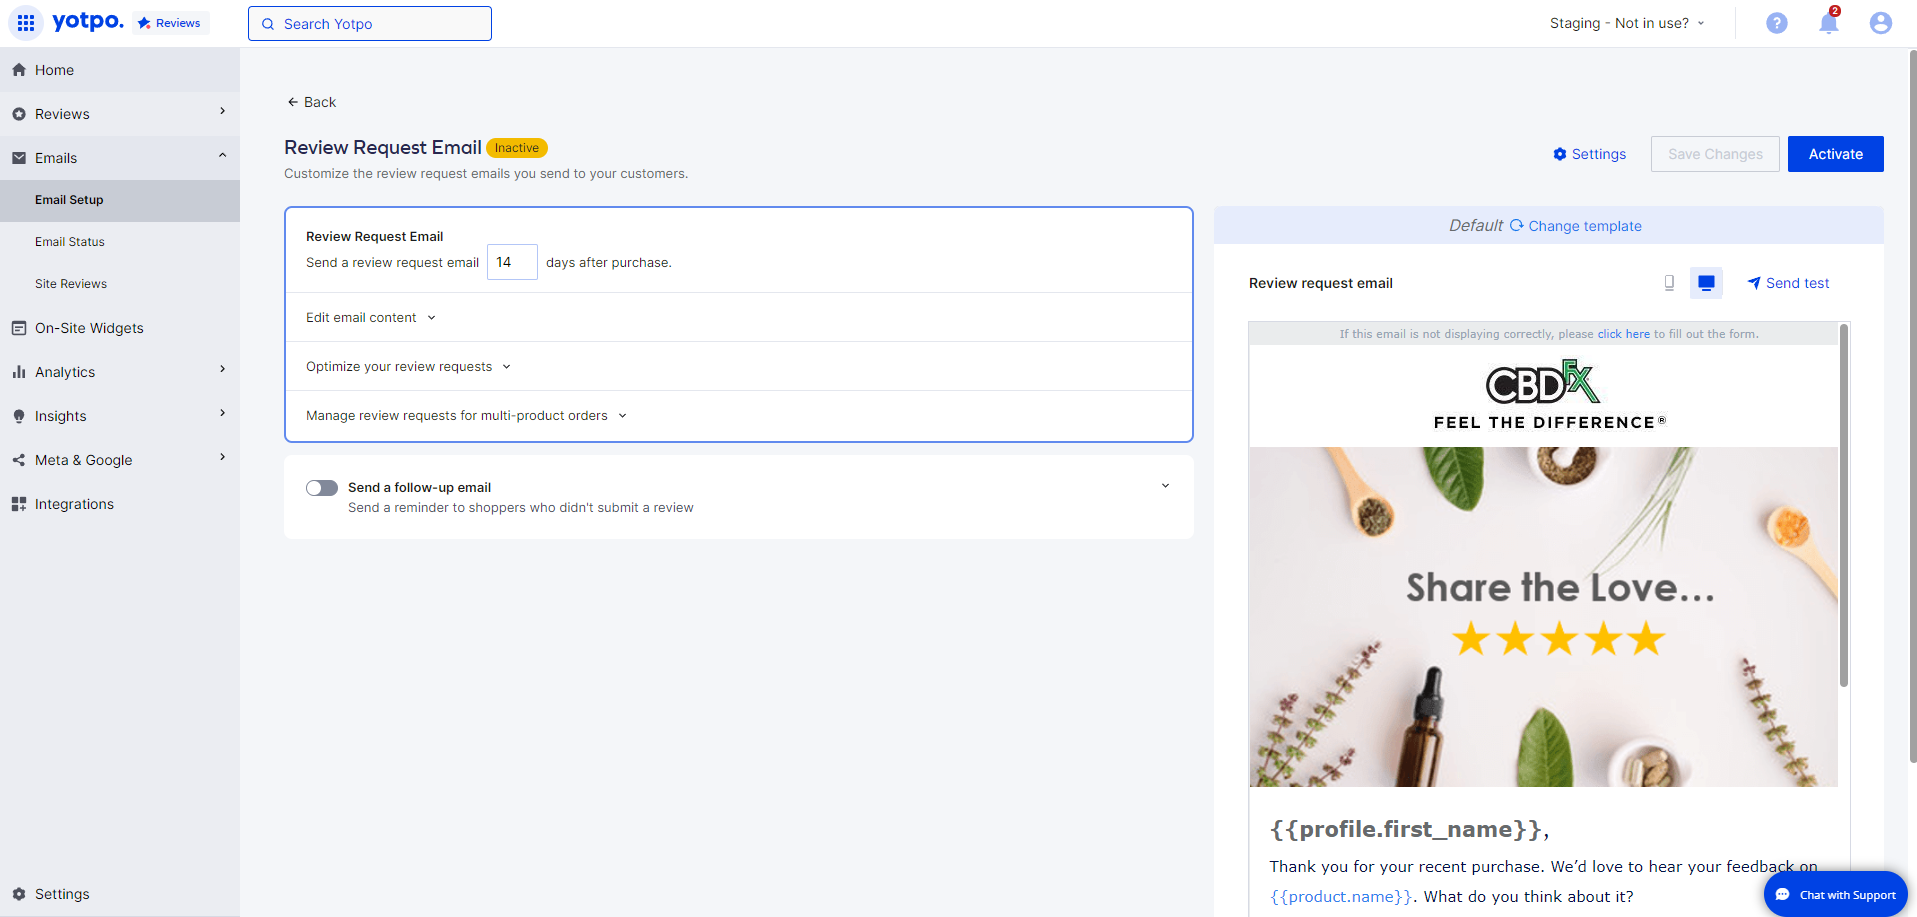 yotpo.
Reviews
Search Yotpo
Staging - Not in use?
?
2
Home
Reviews
Emails
Email Setup
Email Status
Site Reviews
On-Site Widgets
Analytics
Insights
Meta & Google
Integrations
Settings
Back
Review Request Email Inactive
Customize the review request emails you send to your customers.
Settings
Save Changes
Activate
Review Request Email
Send a review request email 14 days after purchase.
Edit email content
Optimize your review requests
Manage review requests for multi-product orders
Send a follow-up email
Send a reminder to shoppers who didn't submit a review
Default Change template
Review request email
Send test
If this email is not displaying correctly, please click here to fill out the form.
CBDFX
FEEL THE DIFFERENCE®
Share the Love...
{{profile.first_name}},
Thank you for your recent purchase. We’d love to hear your feedback on
{{product.name}}. What do you think about it?
Chat with Support